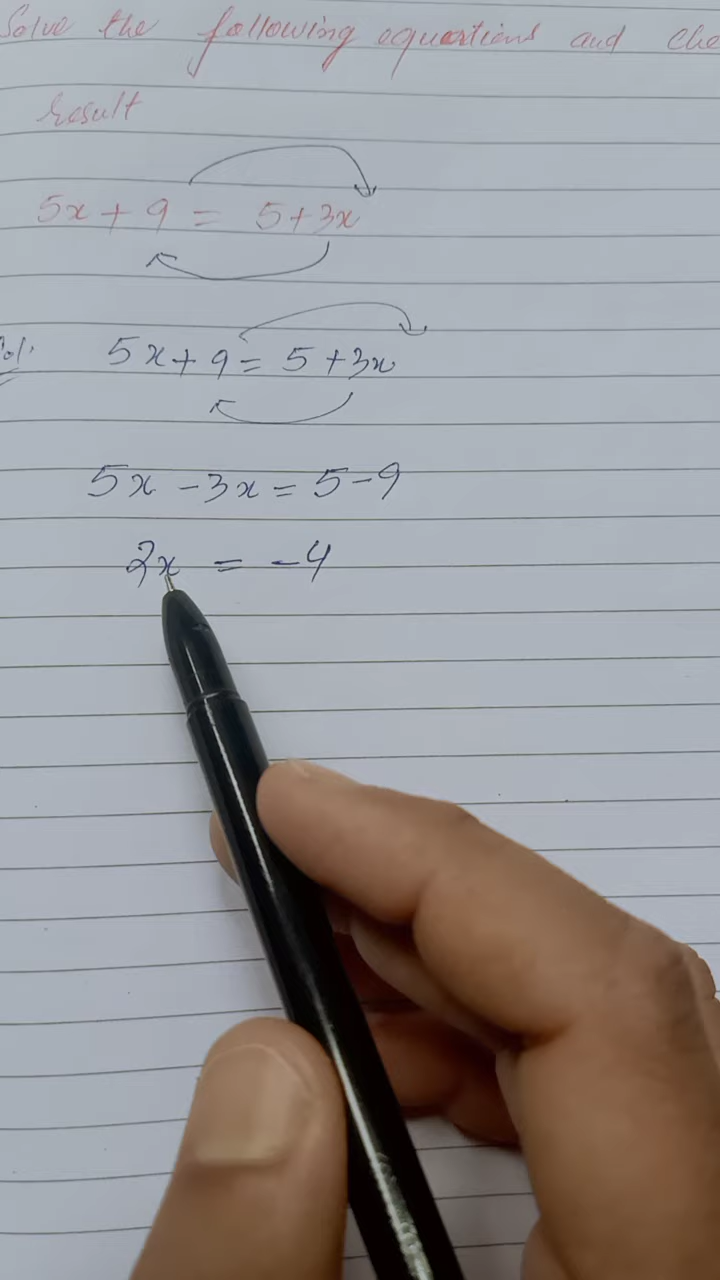 Solve the following equations and che
result
5x + 9 = 5 + 3x
Sol:
5x + 9 = 5 + 3x
5x - 3x = 5 - 9
2x = -4